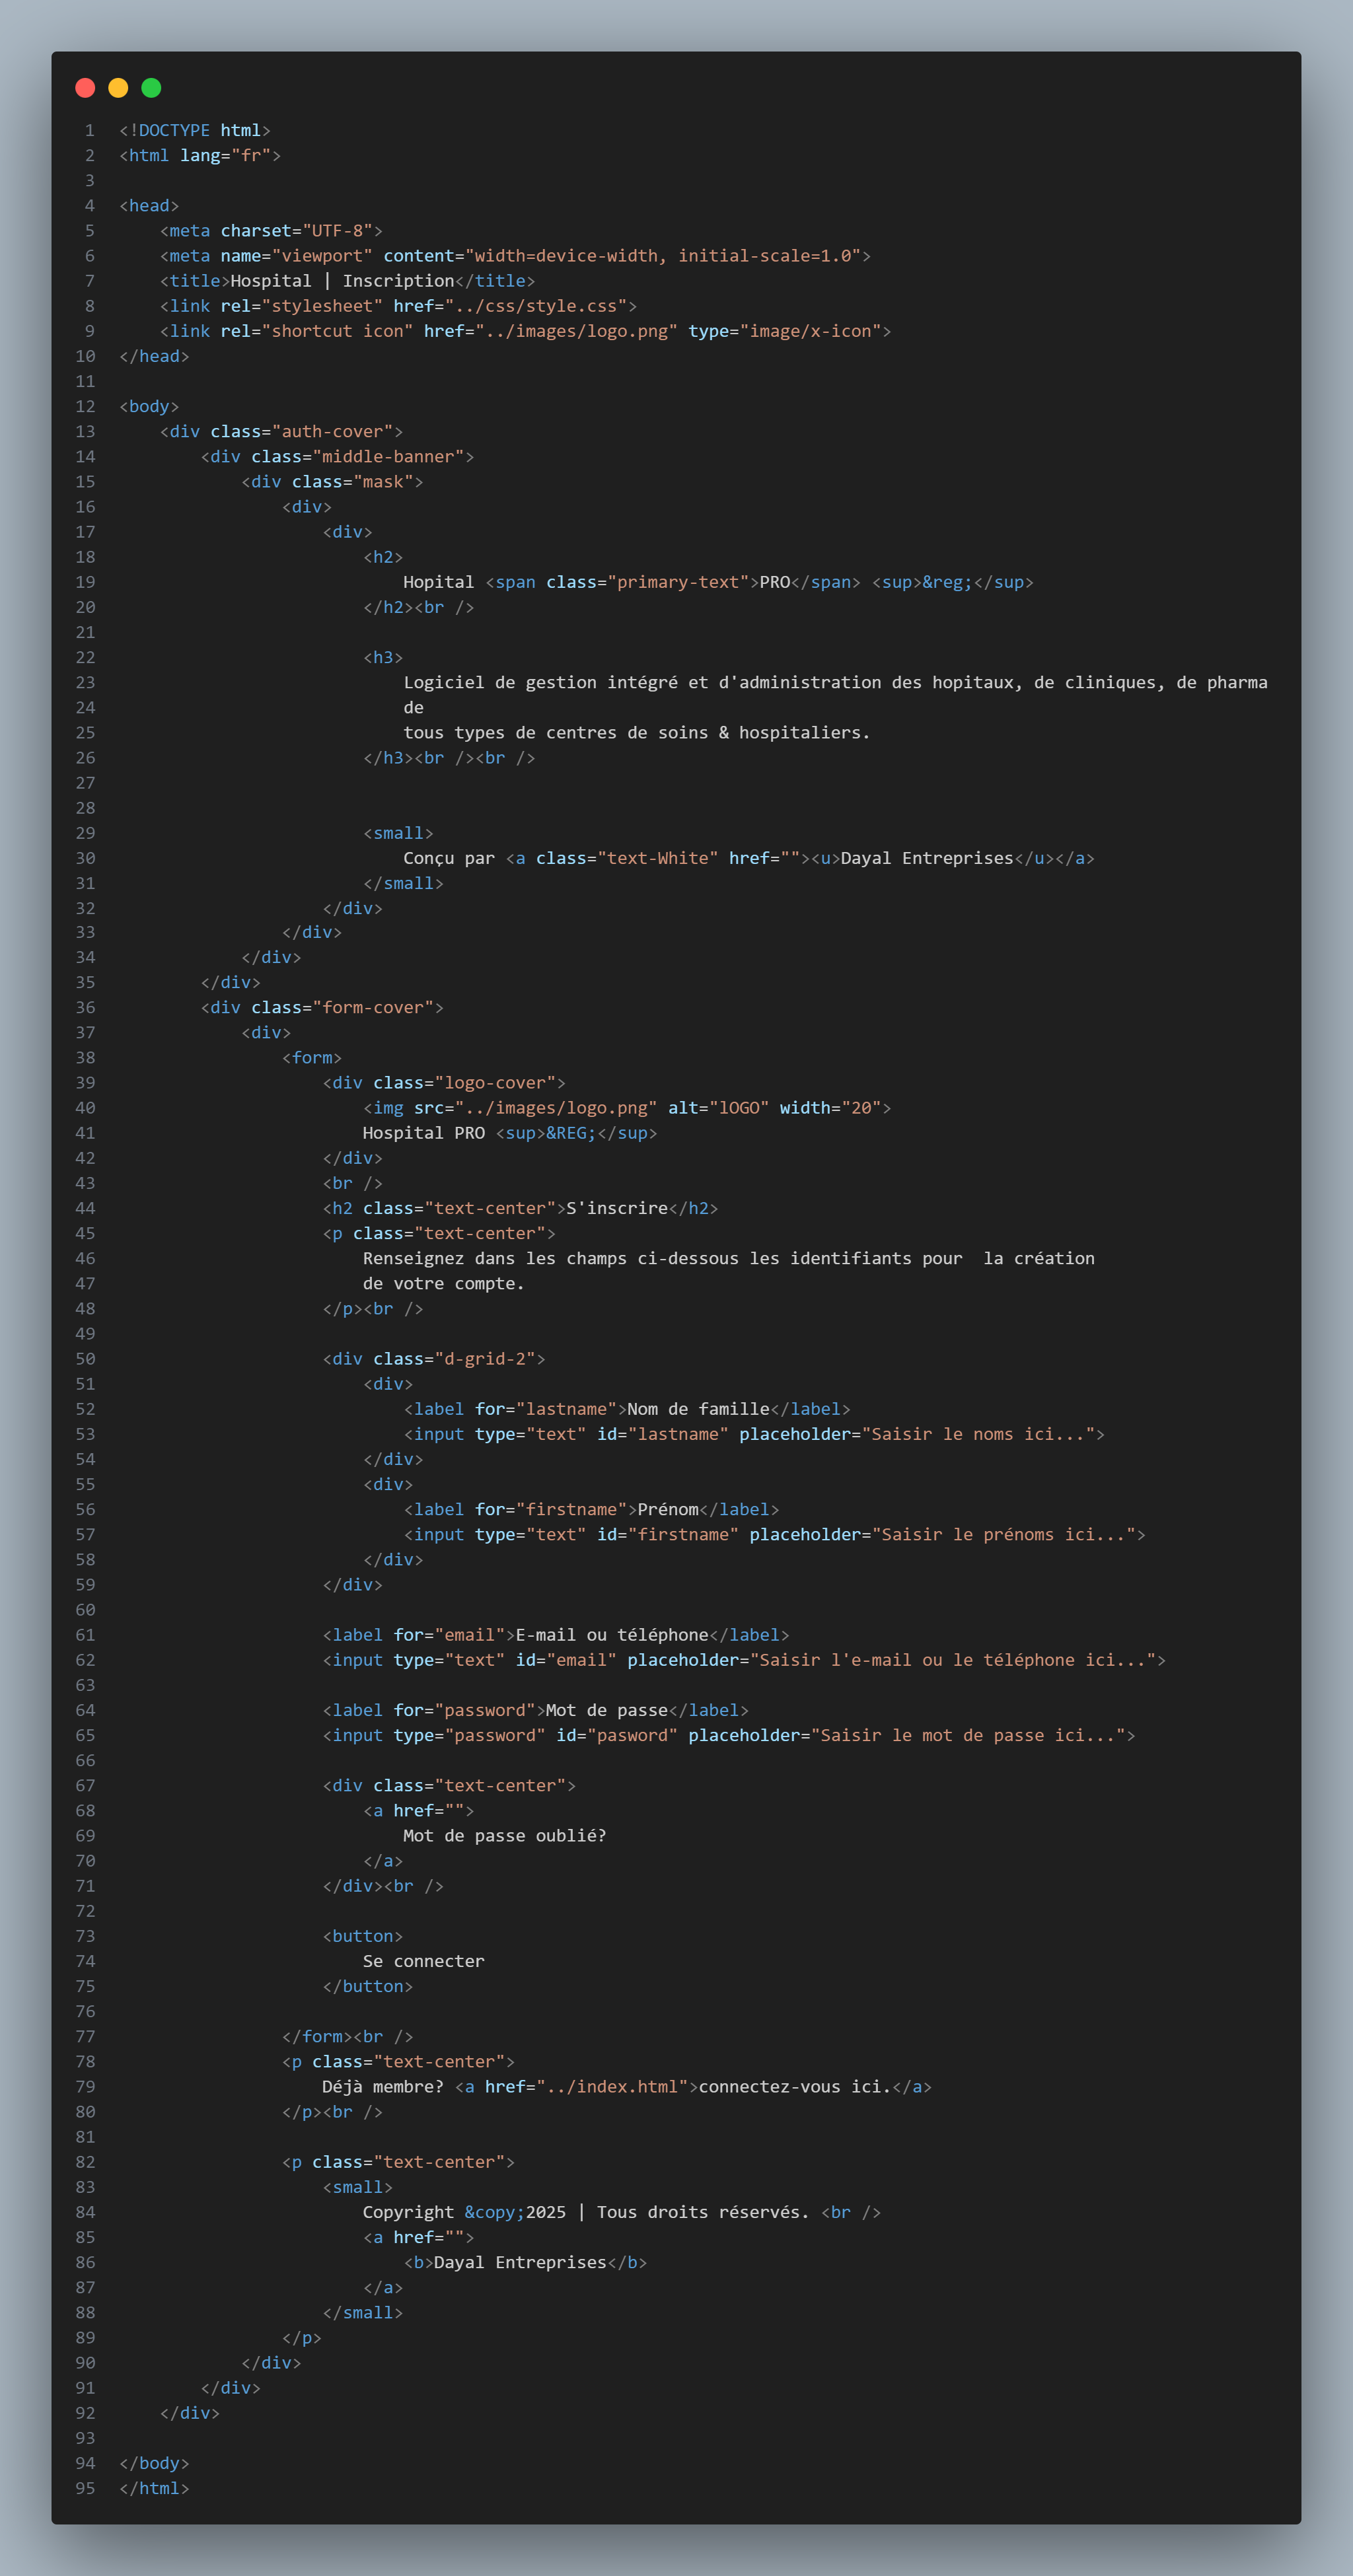 1 <!DOCTYPE html>
2 <html lang="fr">
3
4 <head>
5     <meta charset="UTF-8">
6     <meta name="viewport" content="width=device-width, initial-scale=1.0">
7     <title>Hospital | Inscription</title>
8     <link rel="stylesheet" href="../css/style.css">
9     <link rel="shortcut icon" href="../images/logo.png" type="image/x-icon">
10 </head>
11
12 <body>
13     <div class="auth-cover">
14         <div class="middle-banner">
15             <div class="mask">
16                 <div>
17                     <div>
18                         <h2>
19                             Hopital <span class="primary-text">PRO</span> <sup>&reg;</sup>
20                         </h2><br />
21
22                         <h3>
23                             Logiciel de gestion intégré et d'administration des hopitaux, de cliniques, de pharma
24                             de
25                             tous types de centres de soins & hospitaliers.
26                         </h3><br /><br />
27
28
29                         <small>
30                             Conçu par <a class="text-White" href=""><u>Dayal Entreprises</u></a>
31                         </small>
32                     </div>
33                 </div>
34             </div>
35         </div>
36         <div class="form-cover">
37             <div>
38                 <form>
39                     <div class="logo-cover">
40                         <img src="../images/logo.png" alt="lOGO" width="20">
41                         Hospital PRO <sup>&REG;</sup>
42                     </div>
43                     <br />
44                     <h2 class="text-center">S'inscrire</h2>
45                     <p class="text-center">
46                         Renseignez dans les champs ci-dessous les identifiants pour  la création
47                         de votre compte.
48                     </p><br />
49
50                     <div class="d-grid-2">
51                         <div>
52                             <label for="lastname">Nom de famille</label>
53                             <input type="text" id="lastname" placeholder="Saisir le noms ici...">
54                         </div>
55                         <div>
56                             <label for="firstname">Prénom</label>
57                             <input type="text" id="firstname" placeholder="Saisir le prénoms ici...">
58                         </div>
59                     </div>
60
61                     <label for="email">E-mail ou téléphone</label>
62                     <input type="text" id="email" placeholder="Saisir l'e-mail ou le téléphone ici...">
63
64                     <label for="password">Mot de passe</label>
65                     <input type="password" id="pasword" placeholder="Saisir le mot de passe ici...">
66
67                     <div class="text-center">
68                         <a href="">
69                             Mot de passe oublié?
70                         </a>
71                     </div><br />
72
73                     <button>
74                         Se connecter
75                     </button>
76
77                 </form><br />
78                 <p class="text-center">
79                     Déjà membre? <a href="../index.html">connectez-vous ici.</a>
80                 </p><br />
81
82                 <p class="text-center">
83                     <small>
84                         Copyright &copy;2025 | Tous droits réservés. <br />
85                         <a href="">
86                             <b>Dayal Entreprises</b>
87                         </a>
88                     </small>
89                 </p>
90             </div>
91         </div>
92     </div>
93
94 </body>
95 </html>